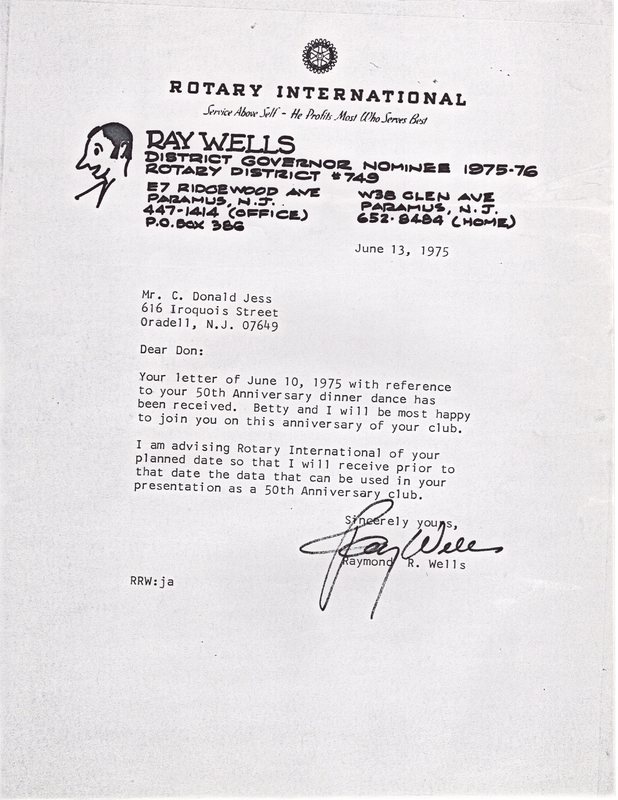 ROTARY INTERNATIONAL
Service Above Self - He Profits Most Who Serves Best
RAY WELLS
DISTRICT GOVERNOR NOMINEE 1975-76
ROTARY DISTRICT #749
E7 RIDGEWOOD AVE
PARAMUS, N.J.
447-1414 (OFFICE)
P.O.BOX 386
W38 GLEN AVE
PARAMUS, N.J.
652-8484 (HOME)
June 13, 1975
Mr. C. Donald Jess
616 Iroquois Street
Oradell, N.J. 07649
Dear Don:
Your letter of June 10, 1975 with reference
to your 50th Anniversary dinner dance has
been received. Betty and I will be most happy
to join you on this anniversary of your club.
I am advising Rotary International of your
planned date so that I will receive prior to
that date the data that can be used in your
presentation as a 50th Anniversary club.
Sincerely yours,
Ray Wells
Raymond R. Wells
RRW:ja